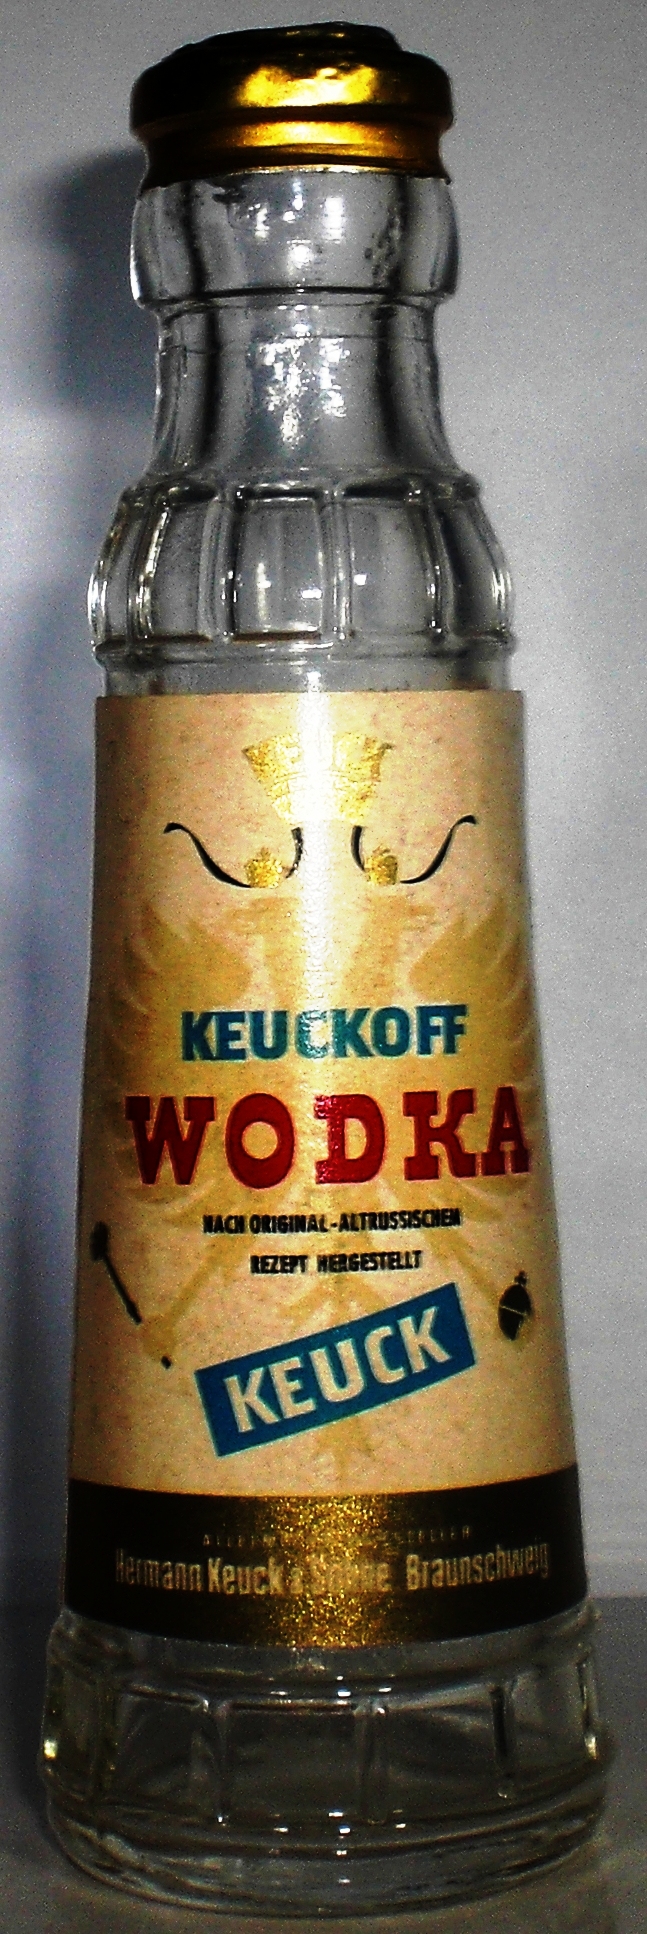 KEUCKOFF
WODKA
NACH ORIGINAL-ALTRUSSISCHEN
REZEPT HERGESTELLT
KEUCK
Hermann Keuck & Söhne Braunschweig